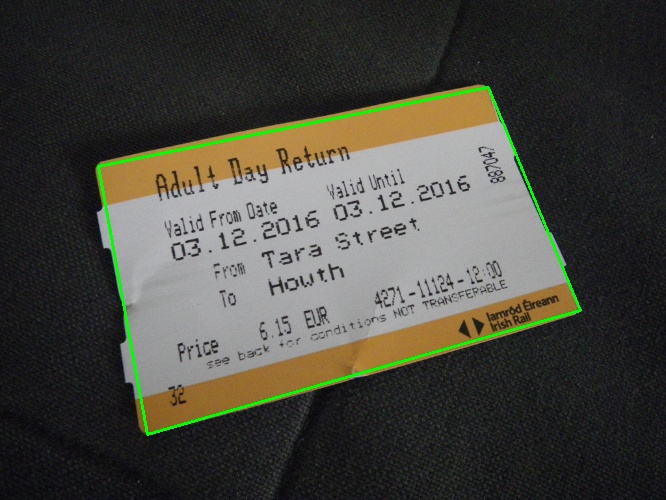 Adult Day Return
Valid From Date Valid Until
03.12.2016 03.12.2016
From Tara Street
To Howth
887047
Price 6.15 EUR 4271-11124-12:00
see back for conditions NOT TRANSFERABLE
32
Iarnród Éireann
Irish Rail